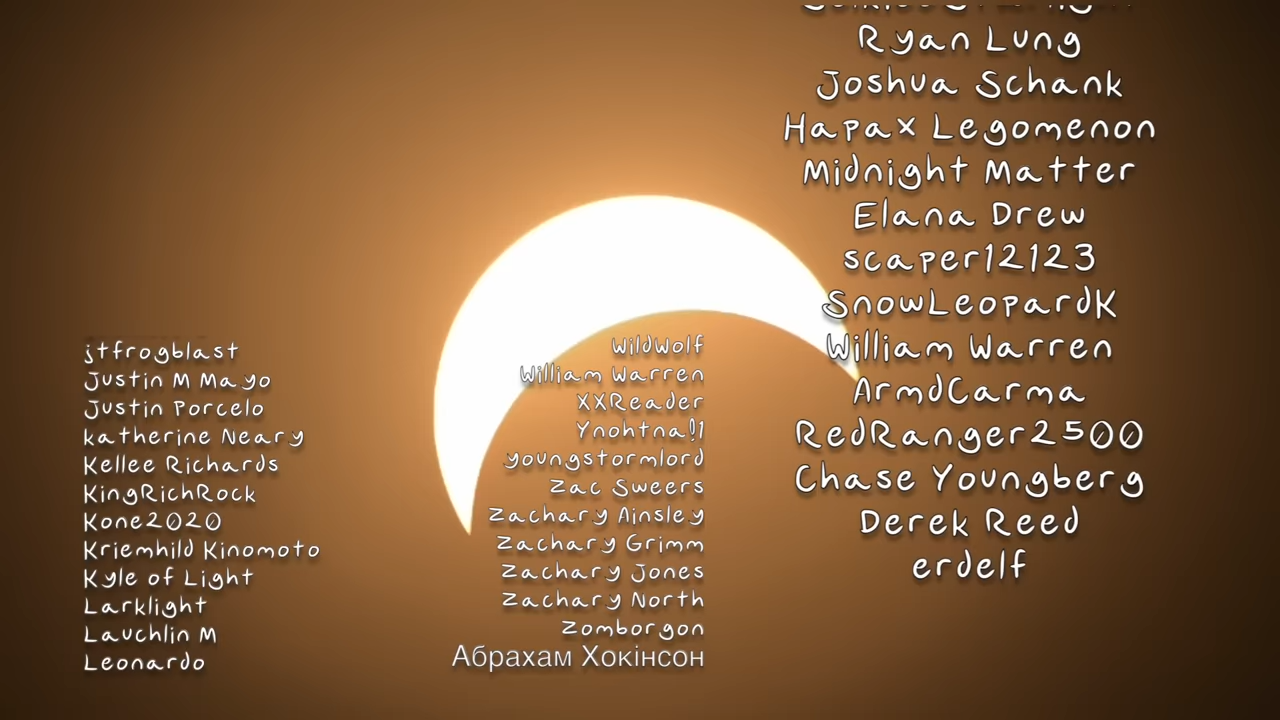 jtfrogblast
Justin M Mayo
Justin Porcelo
katherine Neary
Kellee Richards
KingRichRock
Kone2020
Kriemhild Kinomoto
Kyle of Light
Larklight
Lauchlin M
Leonardo
WildWolf
William Warren
XXReader
Ynohtna!1
youngstormlord
Zac Sweers
Zachary Ainsley
Zachary Grimm
Zachary Jones
Zachary North
Zomborgon
Абрахам Хокінсон
Ryan Lung
Joshua Schank
Hapax Legomenon
Midnight Matter
Elana Drew
scaper12123
SnowLeopardK
William Warren
ArmdCarma
RedRanger2500
Chase Youngberg
Derek Reed
erdelf